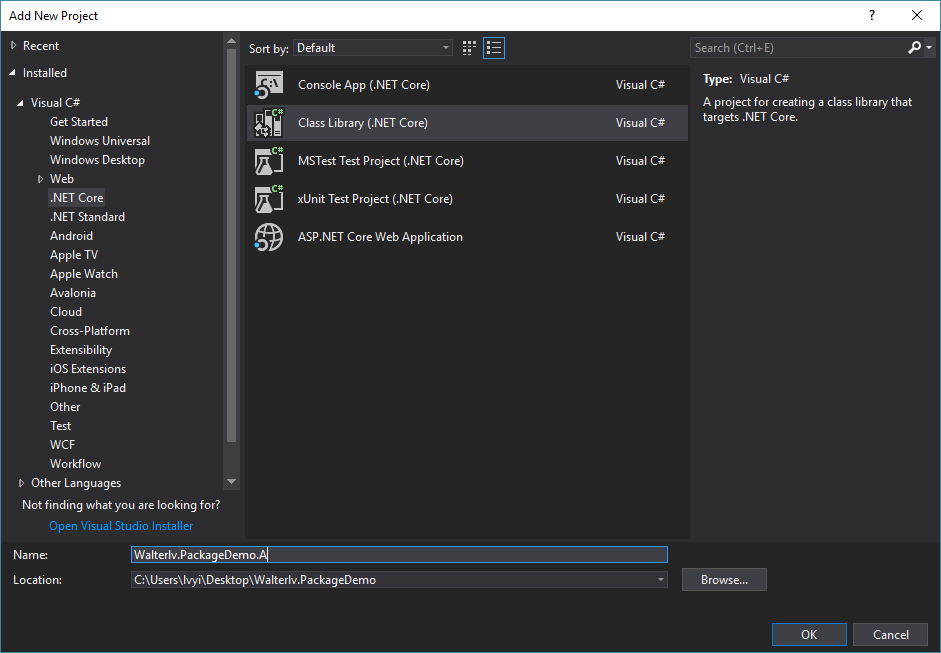 Add New Project
?
Recent
Installed
Visual C#
Get Started
Windows Universal
Windows Desktop
Web
.NET Core
.NET Standard
Android
Apple TV
Apple Watch
Avalonia
Cloud
Cross-Platform
Extensibility
iOS Extensions
iPhone & iPad
Other
Test
WCF
Workflow
Other Languages
Not finding what you are looking for?
Open Visual Studio Installer
Sort by: Default
Console App (.NET Core) Visual C#
Class Library (.NET Core) Visual C#
MSTest Test Project (.NET Core) Visual C#
xUnit Test Project (.NET Core) Visual C#
ASP.NET Core Web Application Visual C#
Search (Ctrl+E)
Type: Visual C#
A project for creating a class library that
targets .NET Core.
Name: Walterlv.PackageDemo.A
Location: C:\Users\lvyi\Desktop\Walterlv.PackageDemo
Browse...
OK Cancel